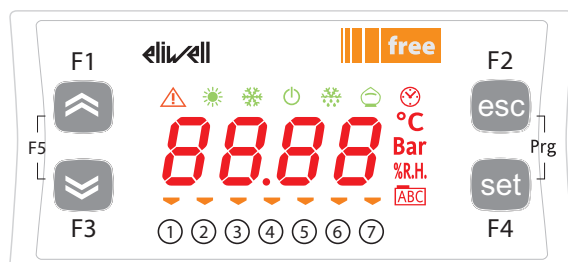 eliwell
free
F1
F2
esc
°C
88.88
Bar
F5
Prg
%R.H.
set
ABC
F3
1 2 3 4 5 6 7
F4